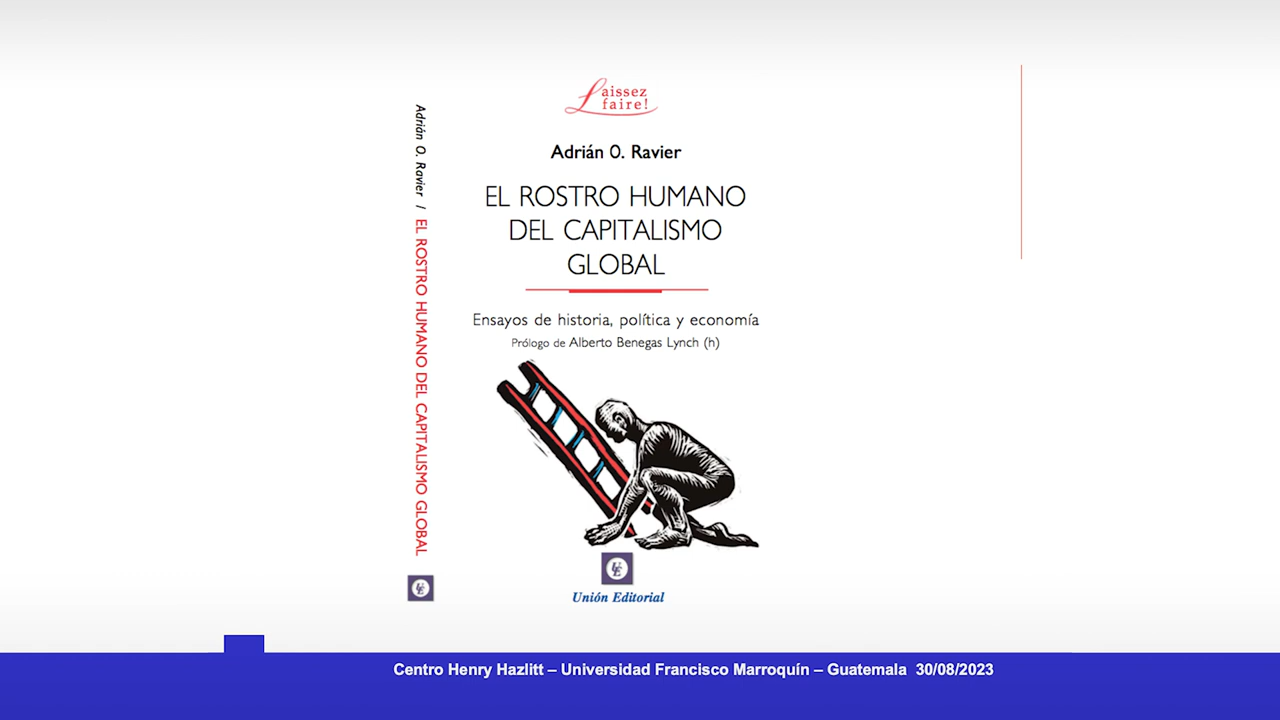 Adrián O. Ravier / EL ROSTRO HUMANO DEL CAPITALISMO GLOBAL
UE
Laissez
faire!
Adrián O. Ravier
EL ROSTRO HUMANO
DEL CAPITALISMO
GLOBAL
Ensayos de historia, política y economía
Prólogo de Alberto Benegas Lynch (h)
UE
Unión Editorial
Centro Henry Hazlitt – Universidad Francisco Marroquín – Guatemala 30/08/2023